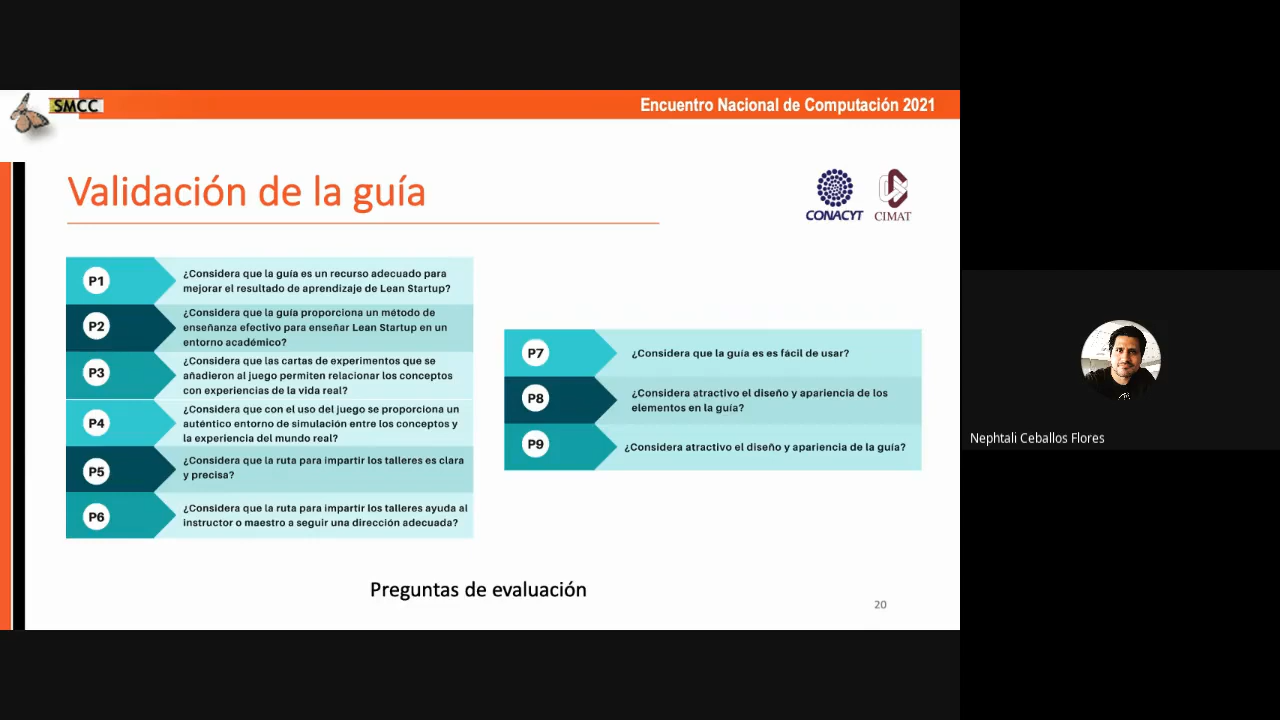 SMCC
Encuentro Nacional de Computación 2021
Validación de la guía
CONACYT
CIMAT
P1
¿Considera que la guía es un recurso adecuado para
mejorar el resultado de aprendizaje de Lean Startup?
P2
¿Considera que la guía proporciona un método de
enseñanza efectivo para enseñar Lean Startup en un
entorno académico?
P3
¿Considera que las cartas de experimentos que se
añadieron al juego permiten relacionar los conceptos
con experiencias de la vida real?
P4
¿Considera que con el uso del juego se proporciona un
auténtico entorno de simulación entre los conceptos y
la experiencia del mundo real?
P5
¿Considera que la ruta para impartir los talleres es clara
y precisa?
P6
¿Considera que la ruta para impartir los talleres ayuda al
instructor o maestro a seguir una dirección adecuada?
P7
¿Considera que la guía es es fácil de usar?
P8
¿Considera atractivo el diseño y apariencia de los
elementos en la guía?
P9
¿Considera atractivo el diseño y apariencia de la guía?
Preguntas de evaluación
20
Nephtali Ceballos Flores